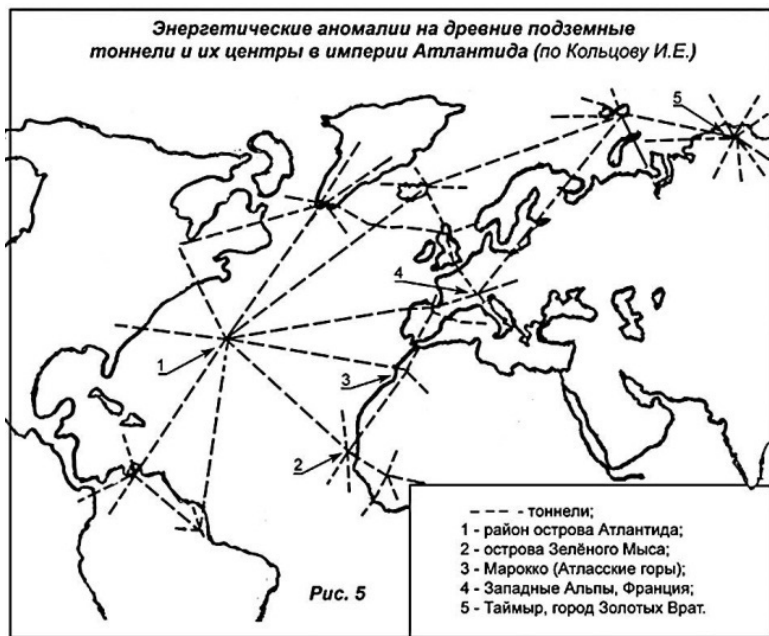 Энергетические аномалии на древние подземные
тоннели и их центры в империи Атлантида (по Кольцову И.Е.)
5
4
1
3
2
Рис. 5
- тоннели;
1 - район острова Атлантида;
2 - острова Зелёного Мыса;
3 - Марокко (Атласские горы);
4 - Западные Альпы, Франция;
5 - Таймыр, город Золотых Врат.